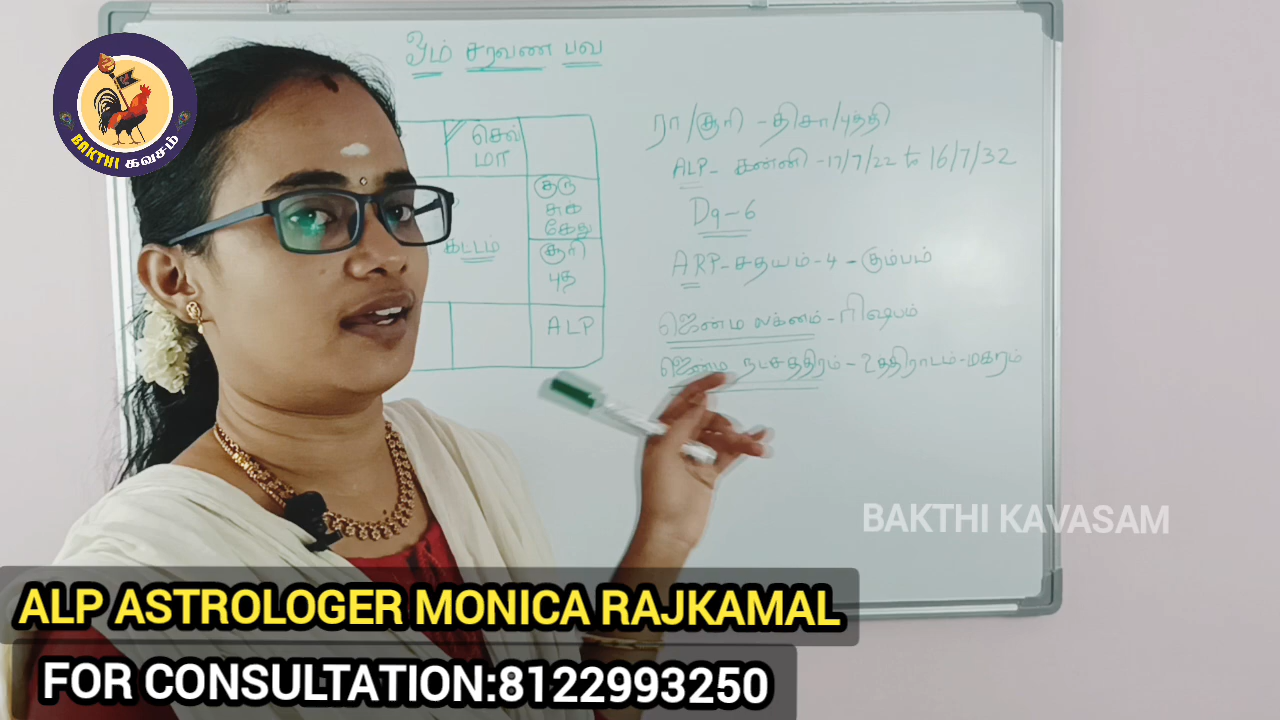 BAKTHI கவசம்
ஓம் சரவண பவ
செவ்
மா
குரு
சுக்
கேது
கட்டம்
சூரி
புத
ALP
ரா/சூரி - திசா/புத்தி
ALP - கன்னி - 17/7/22 to 16/7/32
D9-6
ARP - சதயம் - 4 - கும்பம்
ஜென்ம லக்னம் - ரிஷபம்
ஜென்ம நட்சத்திரம் - உத்திராடம் - மகரம்
BAKTHI KAVASAM
ALP ASTROLOGER MONICA RAJKAMAL
FOR CONSULTATION:8122993250